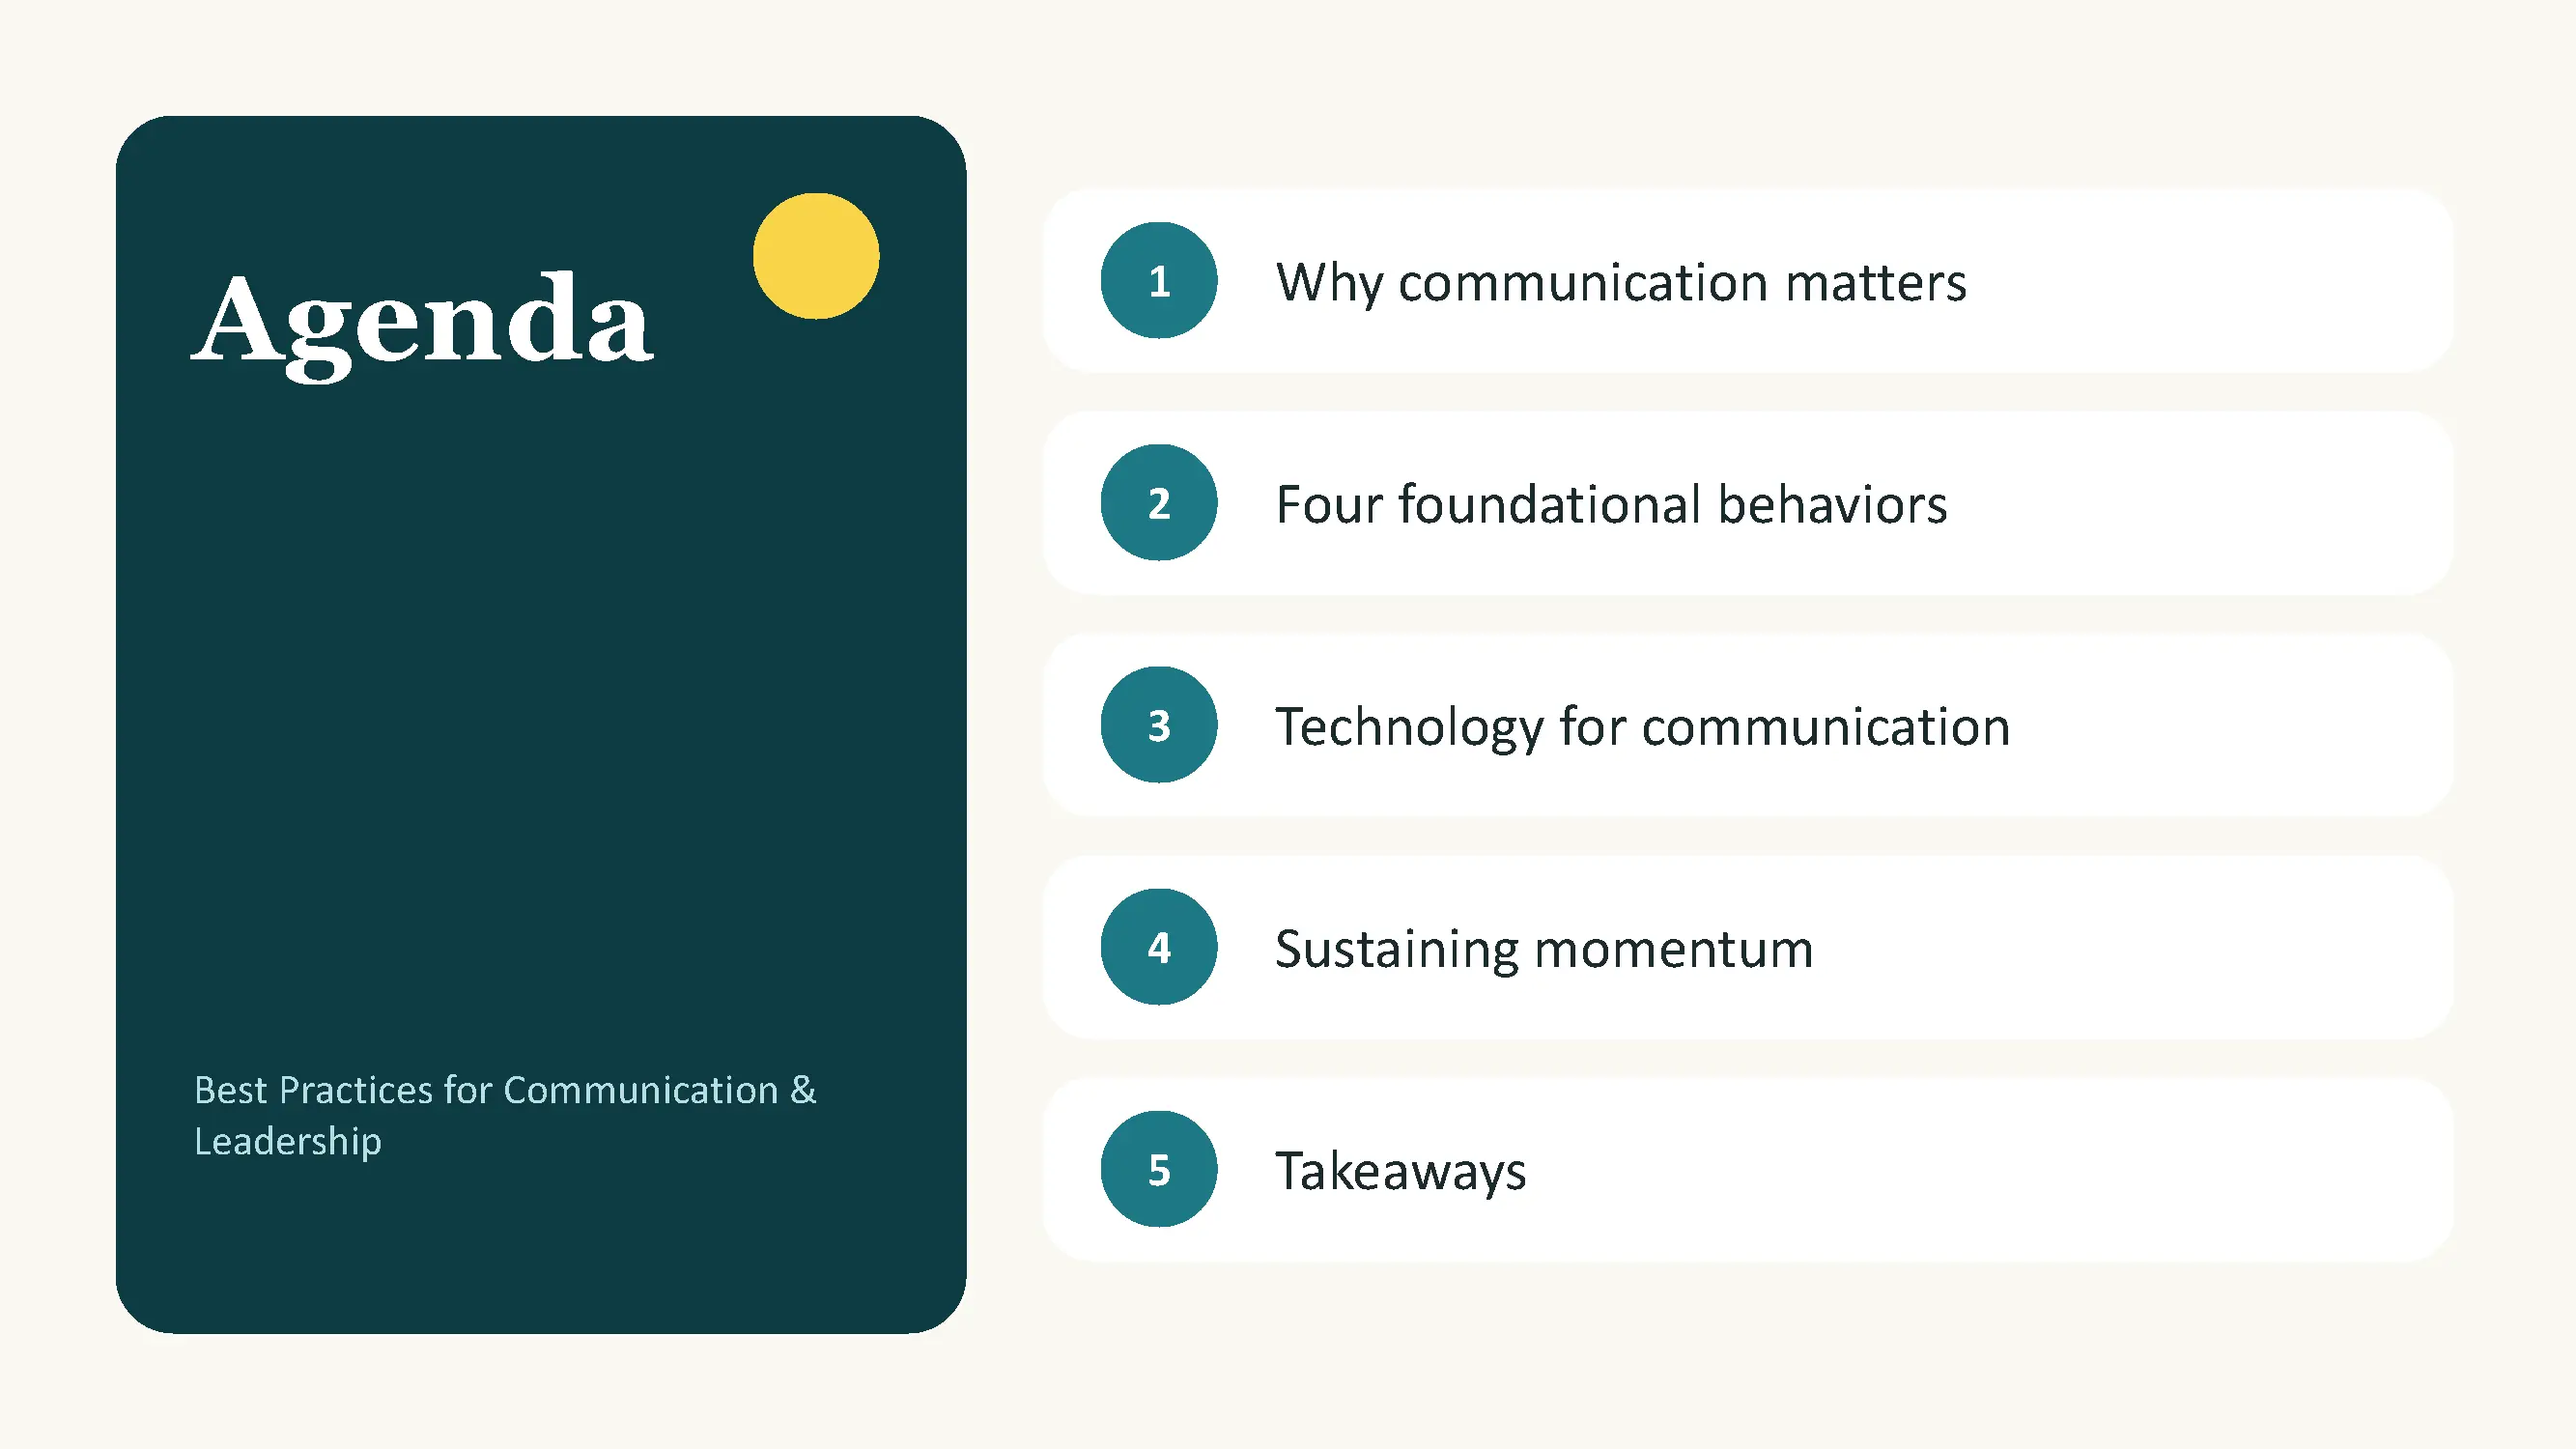 Agenda
Best Practices for Communication &
Leadership
1 Why communication matters
2 Four foundational behaviors
3 Technology for communication
4 Sustaining momentum
5 Takeaways